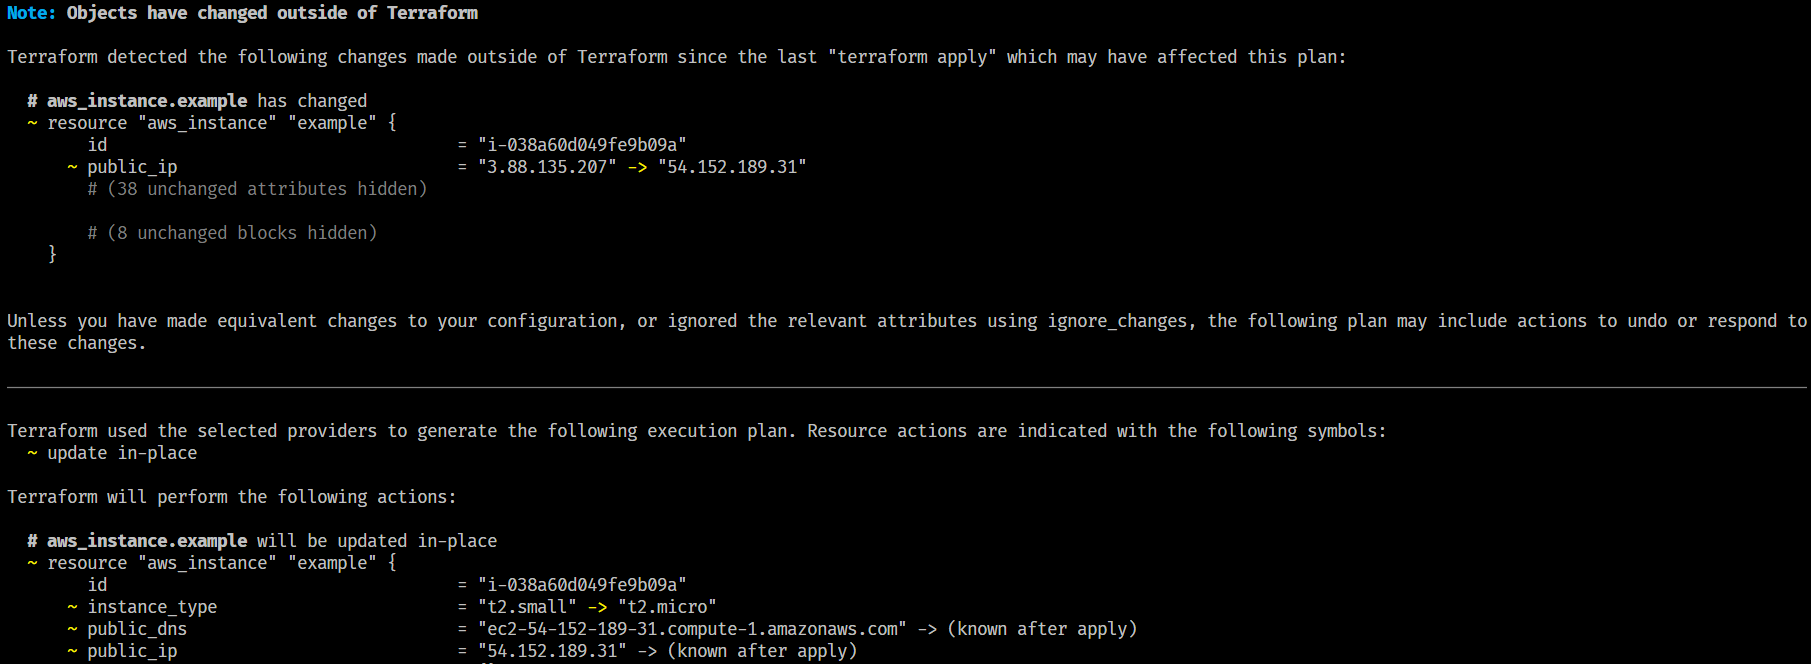 Note: Objects have changed outside of Terraform
Terraform detected the following changes made outside of Terraform since the last "terraform apply" which may have affected this plan:
# aws_instance.example has changed
~ resource "aws_instance" "example" {
id = "i-038a60d049fe9b09a"
~ public_ip = "3.88.135.207" -> "54.152.189.31"
# (38 unchanged attributes hidden)
# (8 unchanged blocks hidden)
}
Unless you have made equivalent changes to your configuration, or ignored the relevant attributes using ignore_changes, the following plan may include actions to undo or respond to
these changes.
Terraform used the selected providers to generate the following execution plan. Resource actions are indicated with the following symbols:
~ update in-place
Terraform will perform the following actions:
# aws_instance.example will be updated in-place
~ resource "aws_instance" "example" {
id = "i-038a60d049fe9b09a"
~ instance_type = "t2.small" -> "t2.micro"
~ public_dns = "ec2-54-152-189-31.compute-1.amazonaws.com" -> (known after apply)
~ public_ip = "54.152.189.31" -> (known after apply)